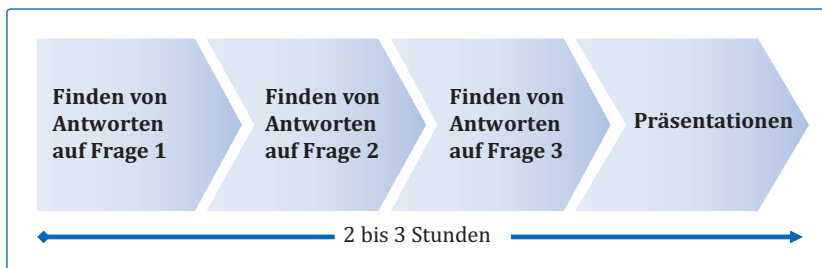 Finden von
Antworten
auf Frage 1
Finden von
Antworten
auf Frage 2
Finden von
Antworten
auf Frage 3
Präsentationen
2 bis 3 Stunden